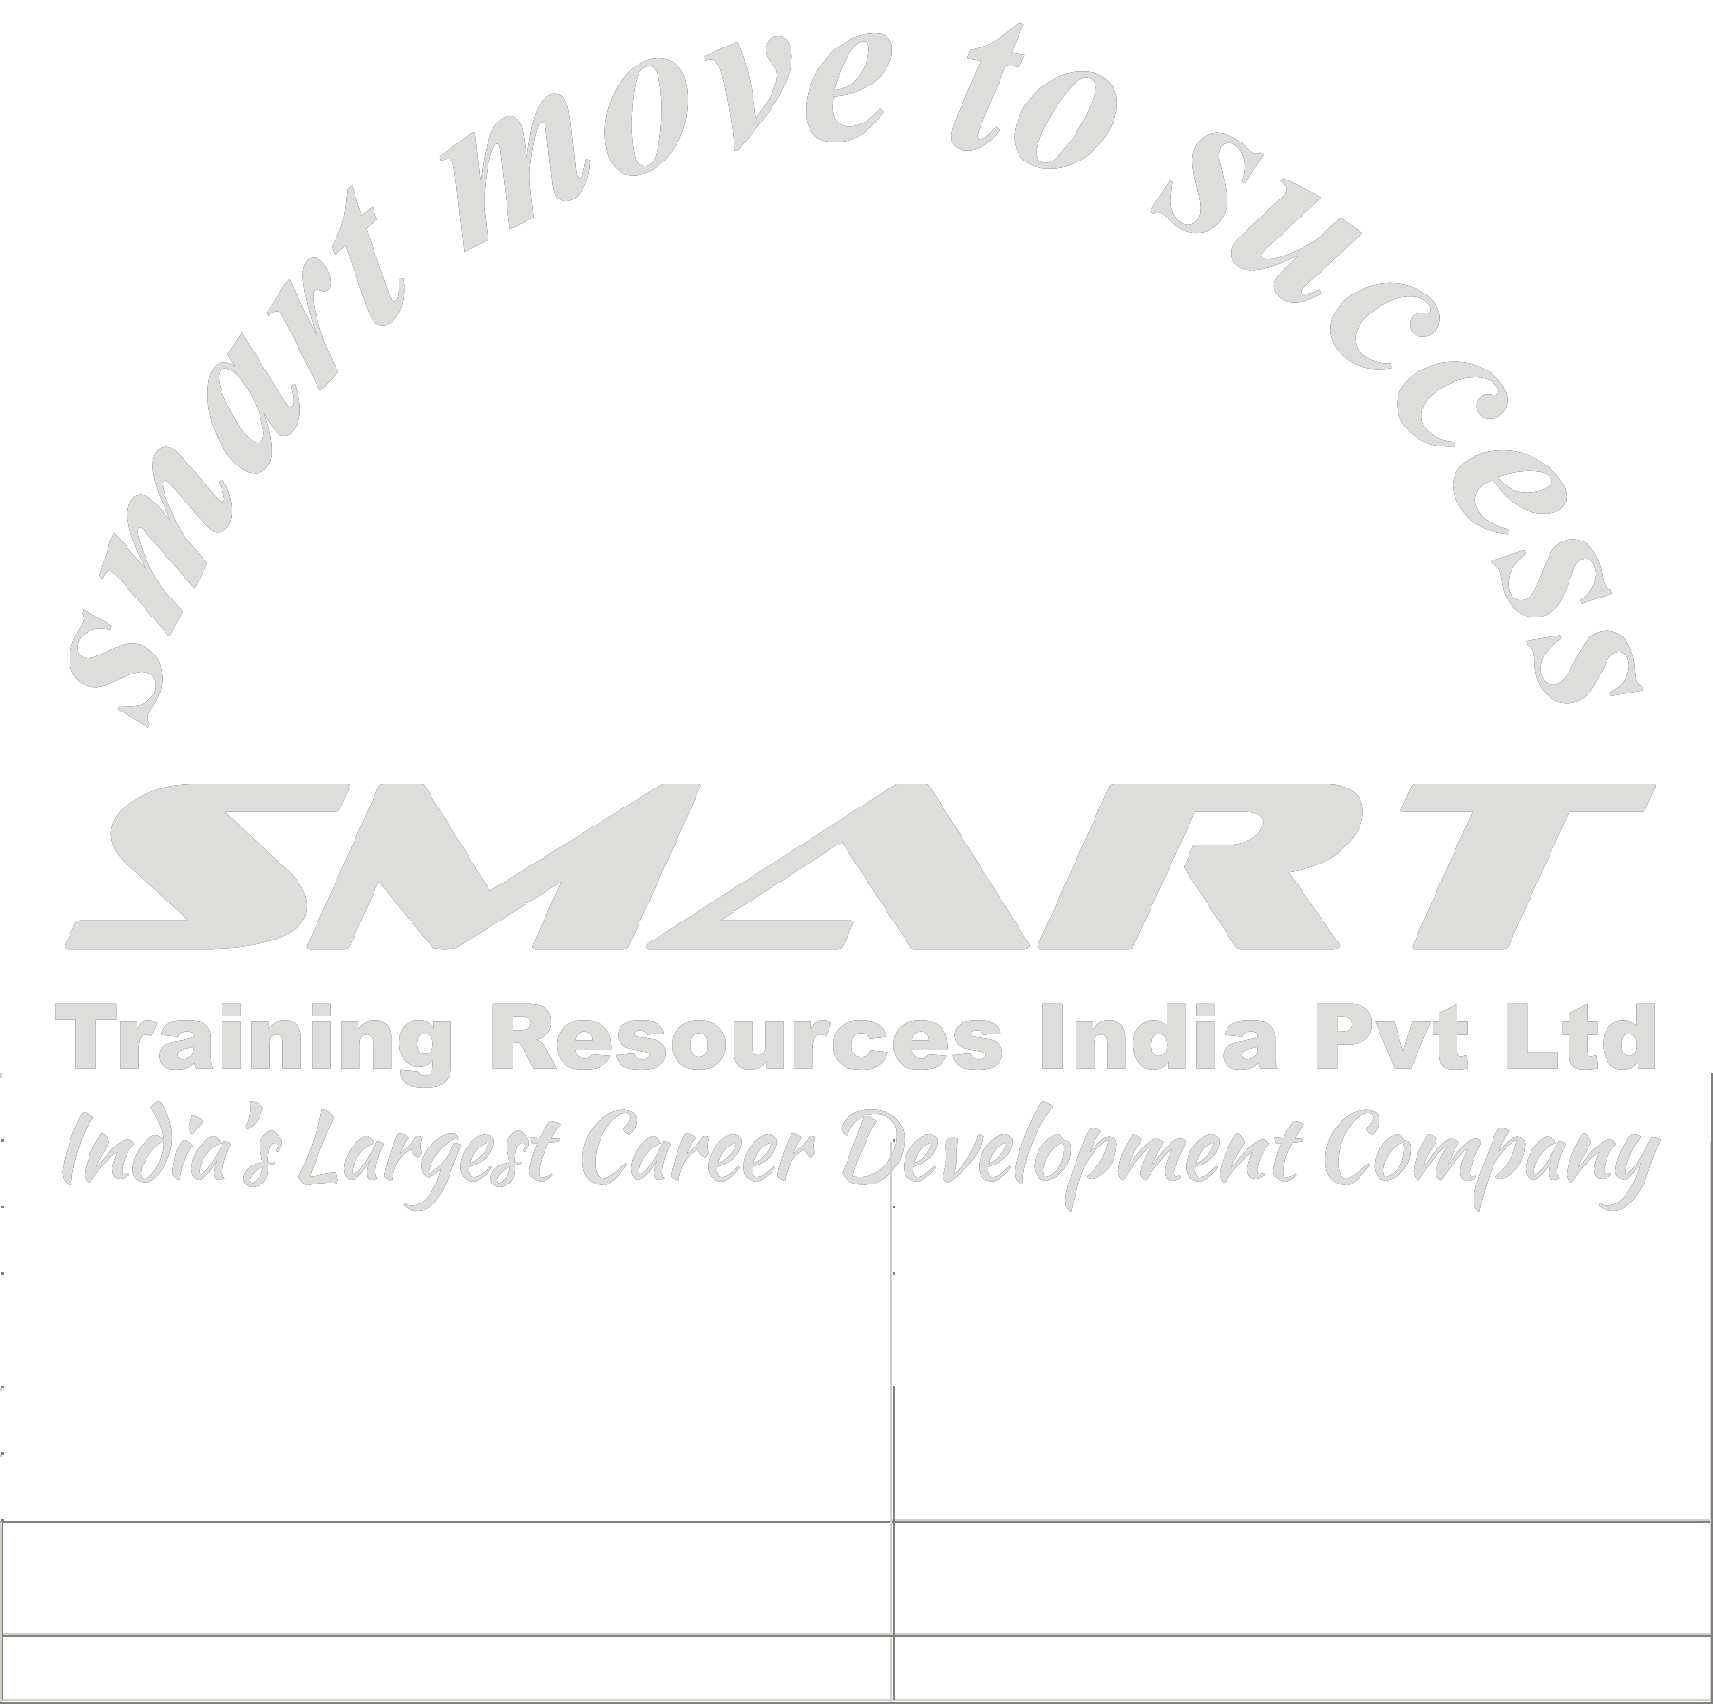 smart move to success
SMART
Training Resources India Pvt Ltd
India's Largest Career Development Company